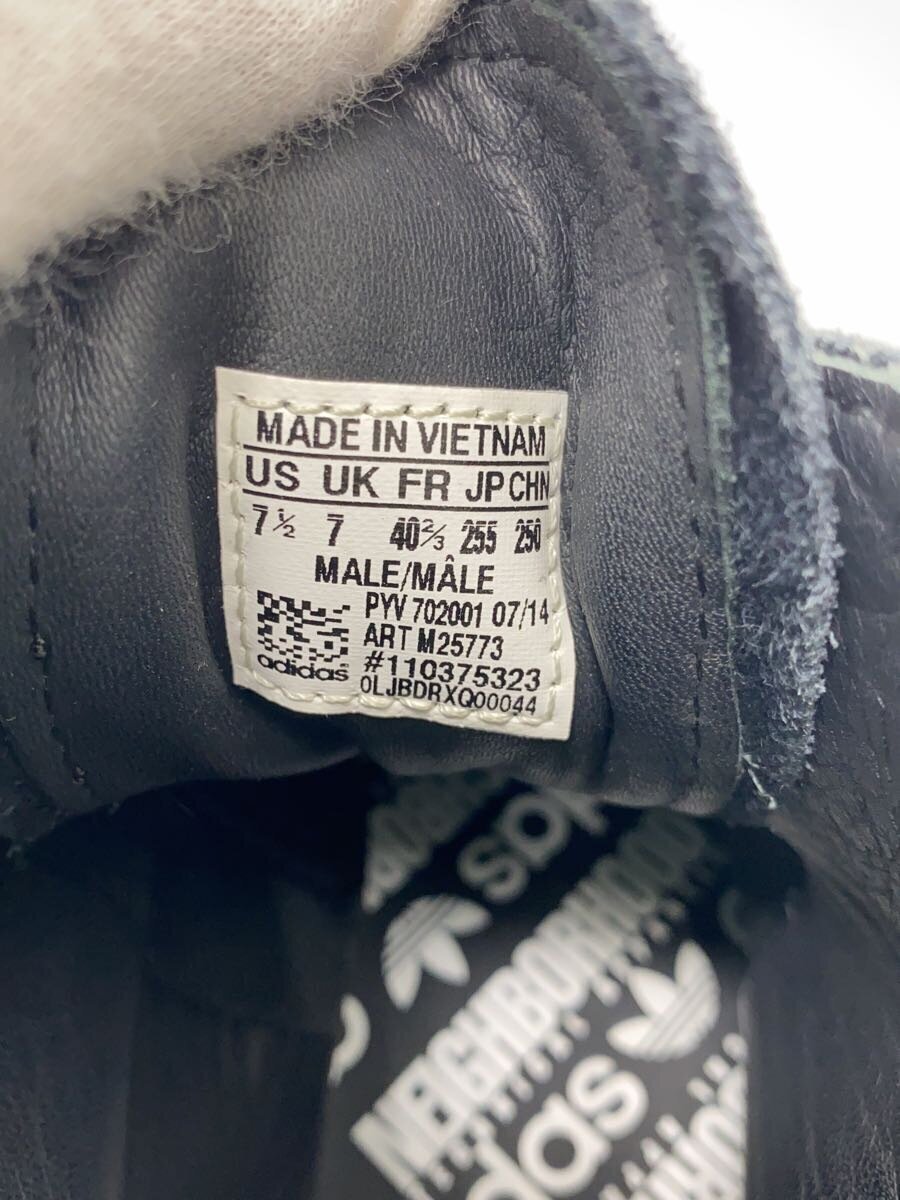 MADE IN VIETNAM
US UK FR JP CHN
7½ 7 40⅔ 255 250
MALE/MÂLE
PYV 702001 07/14
ART M25773
#110375323
adidas
0LJBDRXQ00044
adidas
NEIGHBORHOOD
adidas